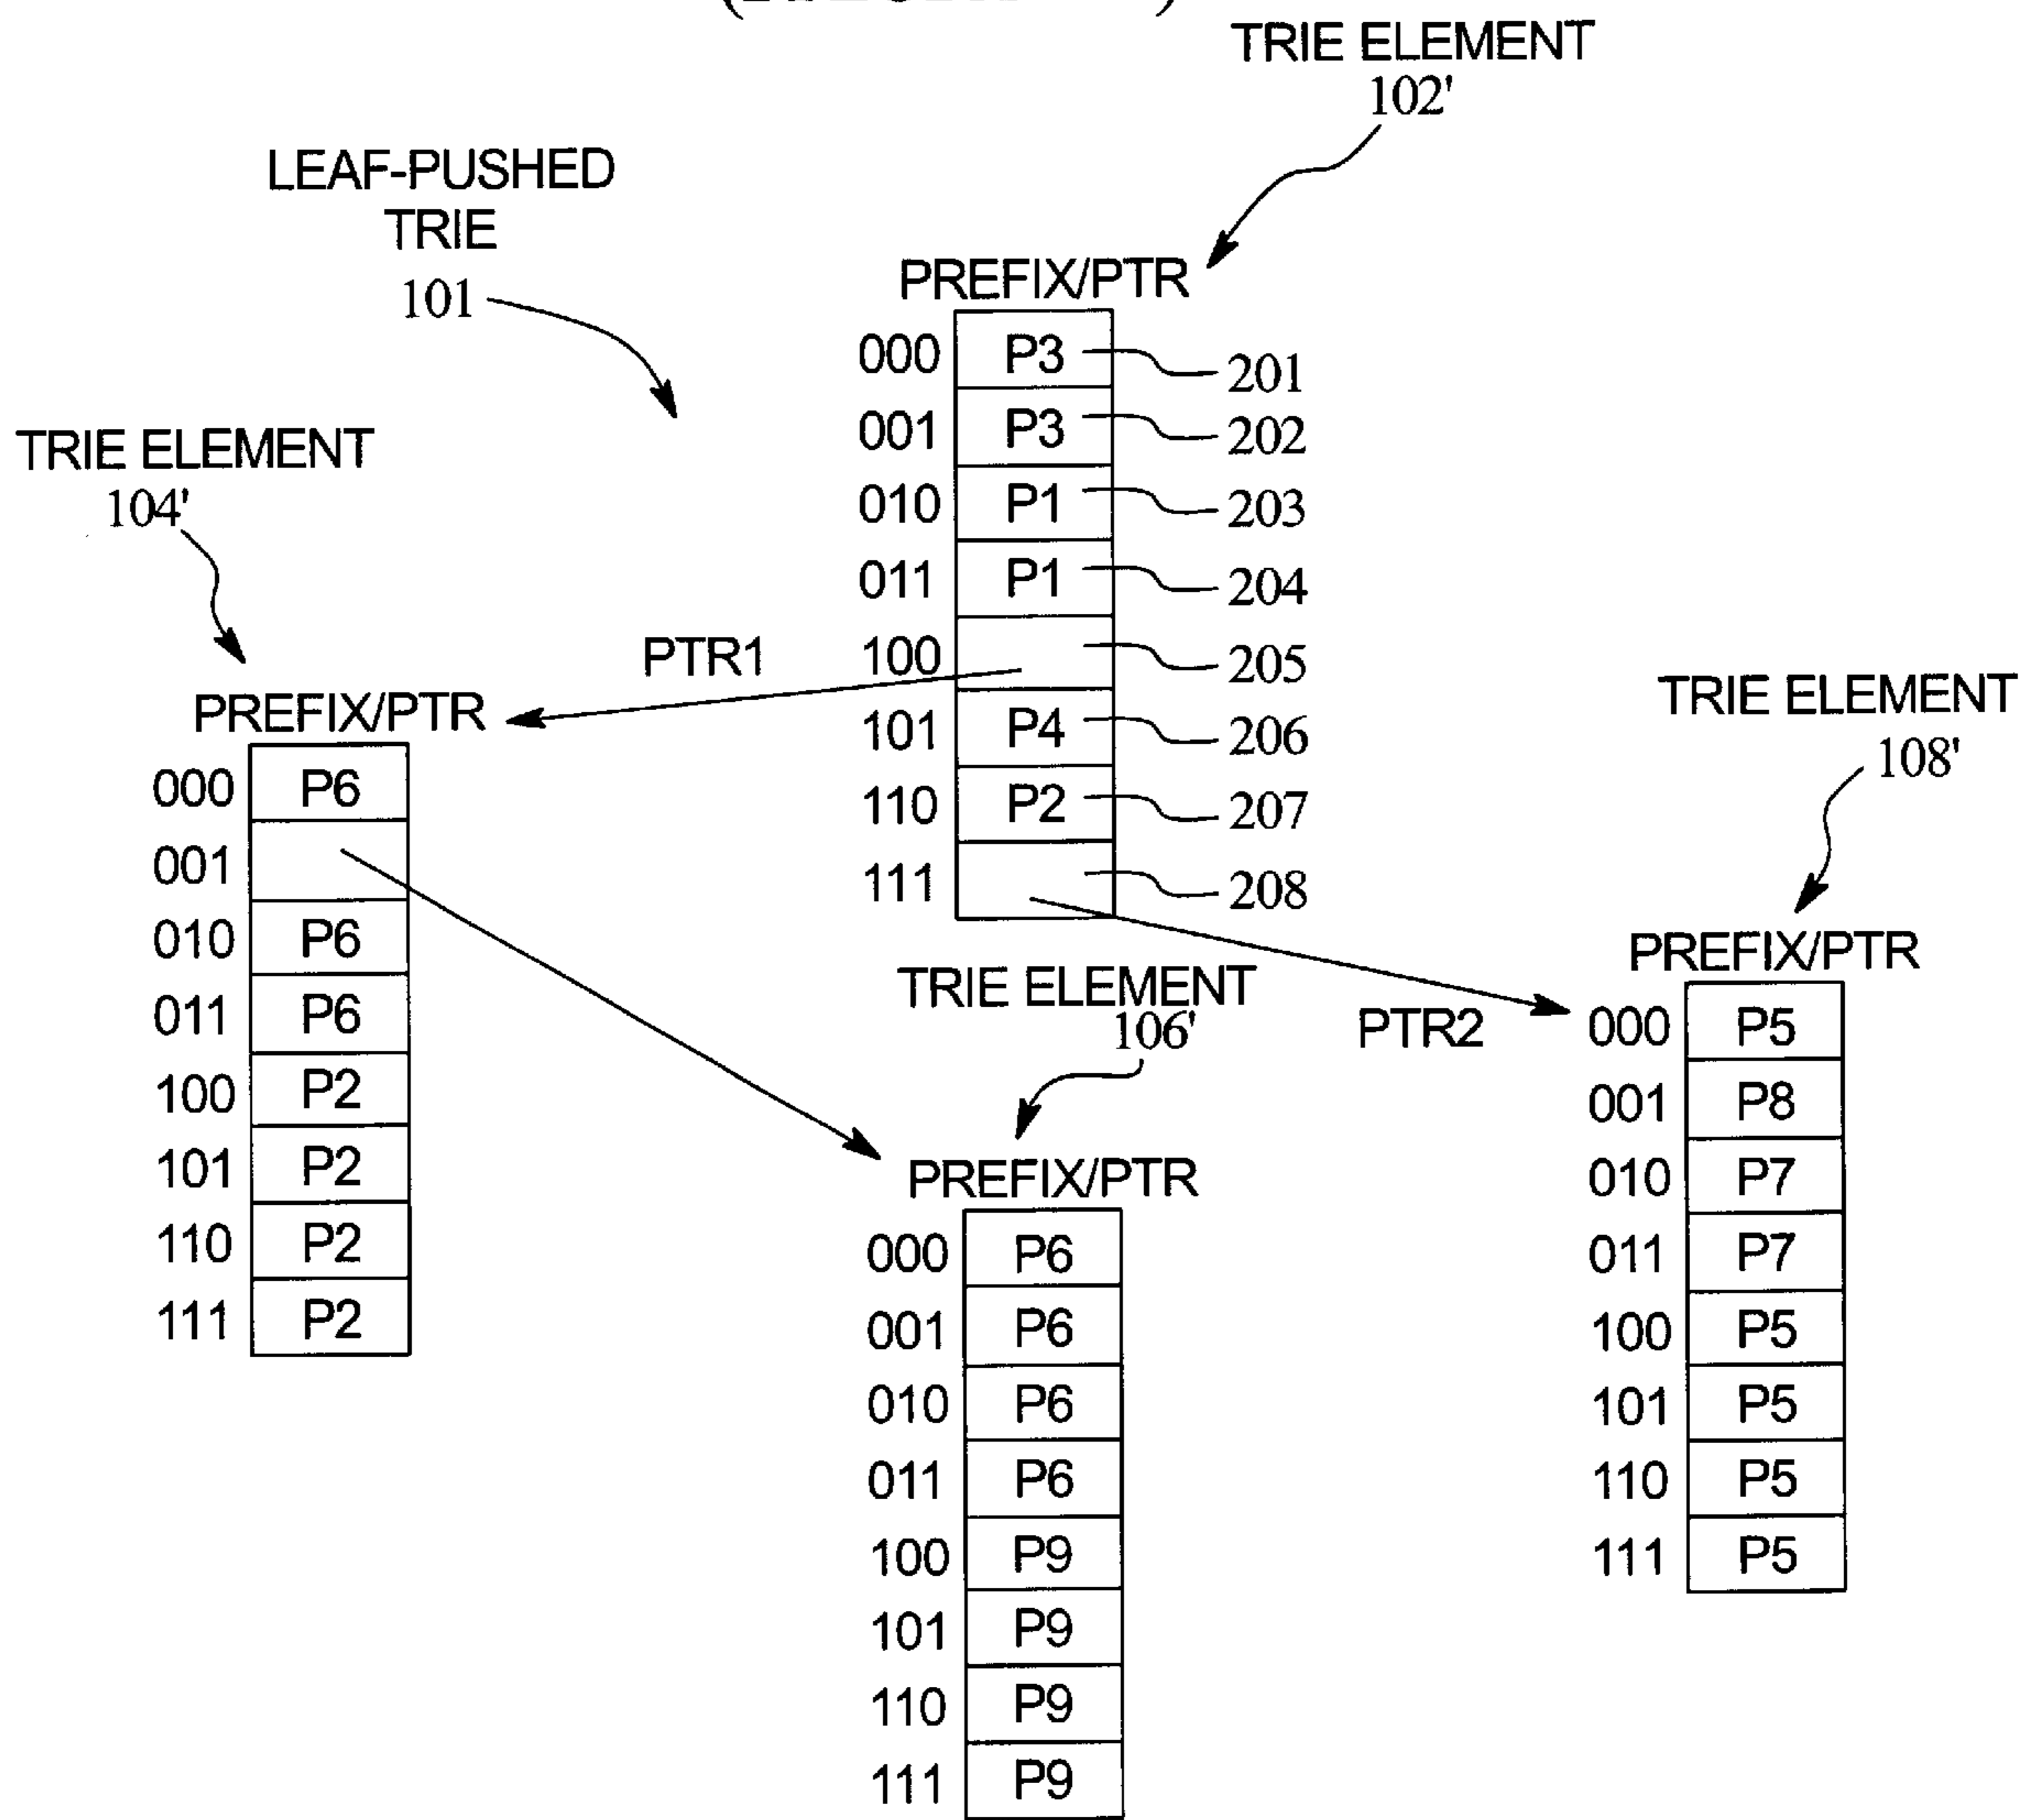 TRIE ELEMENT
102'
LEAF-PUSHED
TRIE
101
PREFIX/PTR
000 P3 201
001 P3 202
010 P1 203
011 P1 204
100 205
101 P4 206
110 P2 207
111 208
TRIE ELEMENT
104'
PTR1
PREFIX/PTR
000 P6
001
010 P6
011 P6
100 P2
101 P2
110 P2
111 P2
TRIE ELEMENT
106'
PREFIX/PTR
000 P6
001 P6
010 P6
011 P6
100 P9
101 P9
110 P9
111 P9
TRIE ELEMENT
108'
PTR2
PREFIX/PTR
000 P5
001 P8
010 P7
011 P7
100 P5
101 P5
110 P5
111 P5